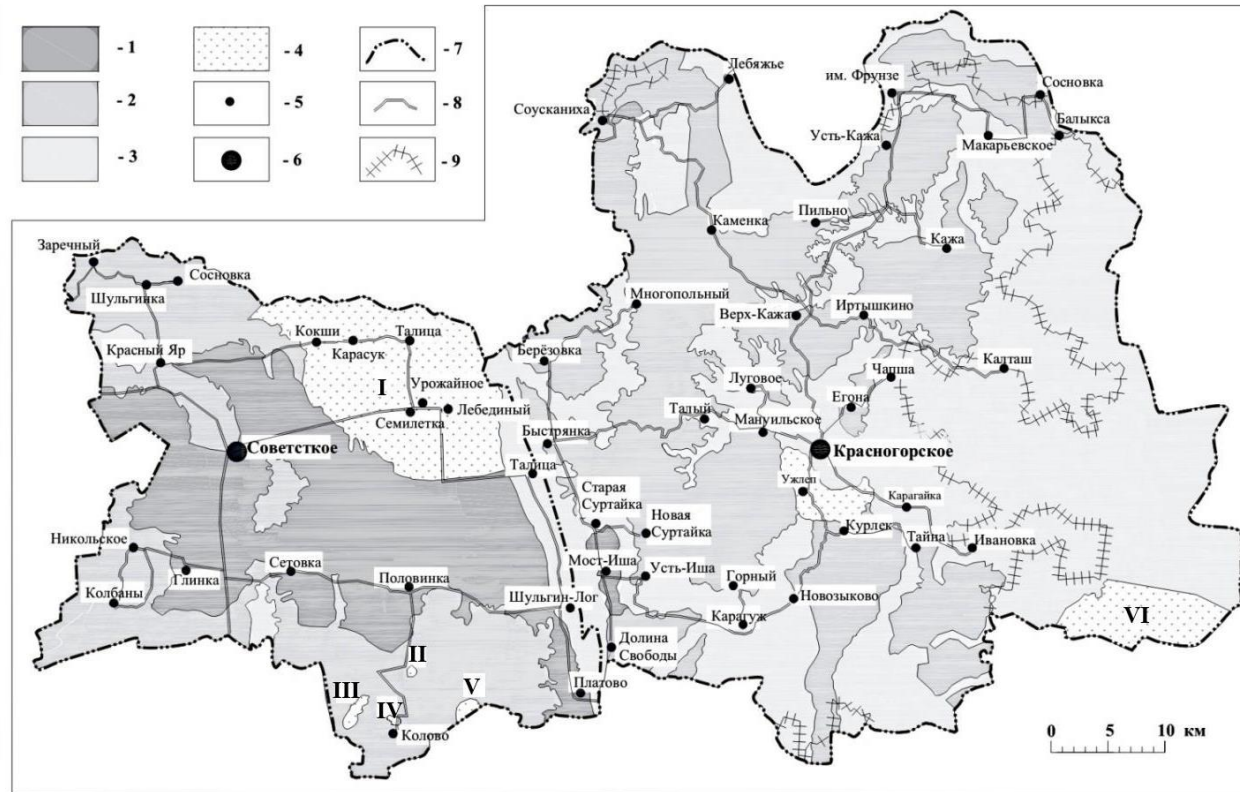 - 1
- 4
- 7
- 2
- 5
- 8
- 3
- 6
- 9
Лебяжье
им. Фрунзе
Сосновка
Соусканиха
Балыкса
Усть-Кажа
Макарьевское
Пильно
Каменка
Кажа
Заречный
Сосновка
Шульгинка
Многопольный
Верх-Кажа
Иртышкино
Кокши
Талица
Карасук
Красный Яр
Берёзовка
Калташ
Чапша
Луговое
I
Урожайное
Егона
Лебединый
Талый
Семилетка
Мануильское
Быстрянка
Советсткое
Красногорское
Талица
Ужлеп
Старая
Суртайка
Карагайка
Новая
Суртайка
Курлек
Никольское
Тайна
Ивановка
Сетовка
Мост-Иша
Глинка
Усть-Иша
Половинка
Горный
Колбаны
Шульгин-Лог
Новозыково
Карагуж
VI
Долина
Свободы
II
III
V
Платово
IV
Колово
0 5 10 км